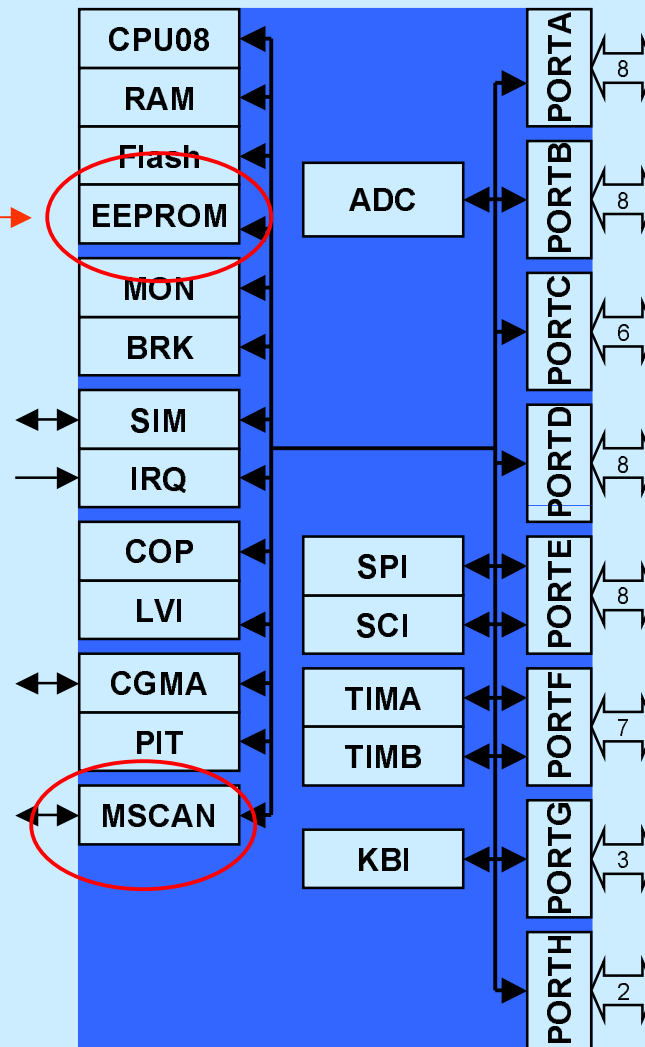 CPU08
RAM
Flash
EEPROM
MON
BRK
SIM
IRQ
COP
LVI
CGMA
PIT
MSCAN
ADC
SPI
SCI
TIMA
TIMB
KBI
PORTA
8
PORTB
8
PORTC
6
PORTD
8
PORTE
8
PORTF
7
PORTG
3
PORTH
2